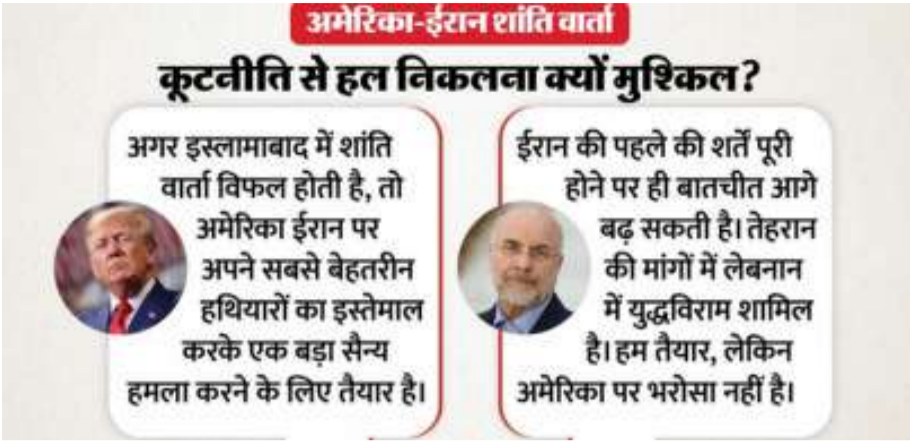 अमेरिका-ईरान शांति वार्ता
कूटनीति से हल निकलना क्यों मुश्किल?
अगर इस्लामाबाद में शांति
वार्ता विफल होती है, तो
अमेरिका ईरान पर
अपने सबसे बेहतरीन
हथियारों का इस्तेमाल
करके एक बड़ा सैन्य
हमला करने के लिए तैयार है।
ईरान की पहले की शर्तें पूरी
होने पर ही बातचीत आगे
बढ़ सकती है। तेहरान
की मांगों में लेबनान
में युद्धविराम शामिल
है। हम तैयार, लेकिन
अमेरिका पर भरोसा नहीं है।